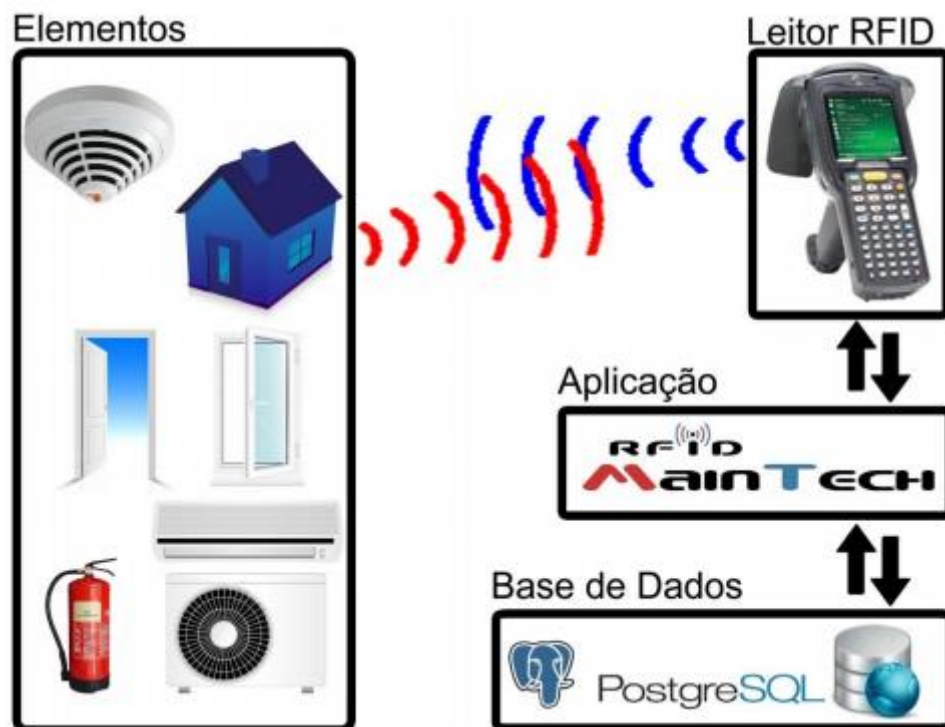 Elementos
Leitor RFID
Aplicação
RFID
MainTech
Base de Dados
PostgreSQL